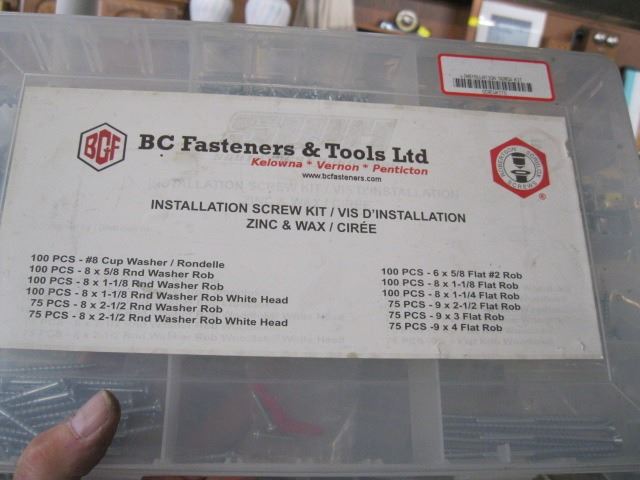 INSTALLATION SCREW KIT
BCF
BC Fasteners & Tools Ltd
Kelowna * Vernon * Penticton
www.bcfasteners.com
ROBERTSON
SCREWS
®
INSTALLATION SCREW KIT / VIS D'INSTALLATION
ZINC & WAX / CIRÉE
100 PCS - #8 Cup Washer / Rondelle
100 PCS - 8 x 5/8 Rnd Washer Rob
100 PCS - 8 x 1-1/8 Rnd Washer Rob
100 PCS - 8 x 1-1/8 Rnd Washer Rob White Head
75 PCS - 8 x 2-1/2 Rnd Washer Rob
75 PCS - 8 x 2-1/2 Rnd Washer Rob White Head
100 PCS - 6 x 5/8 Flat #2 Rob
100 PCS - 8 x 1-1/8 Flat Rob
100 PCS - 8 x 1-1/4 Flat Rob
75 PCS - 9 x 2-1/2 Flat Rob
75 PCS - 9 x 3 Flat Rob
75 PCS -9 x 4 Flat Rob